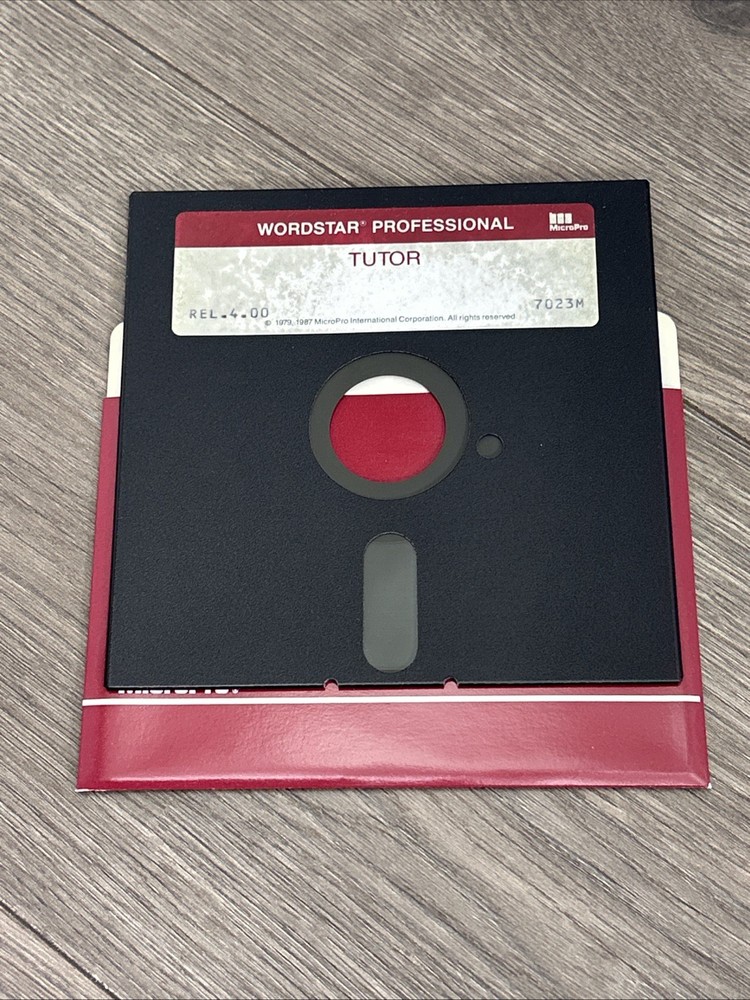 WORDSTAR® PROFESSIONAL
MicroPro
TUTOR
REL.4.00
7023M
© 1979, 1987 MicroPro International Corporation. All rights reserved